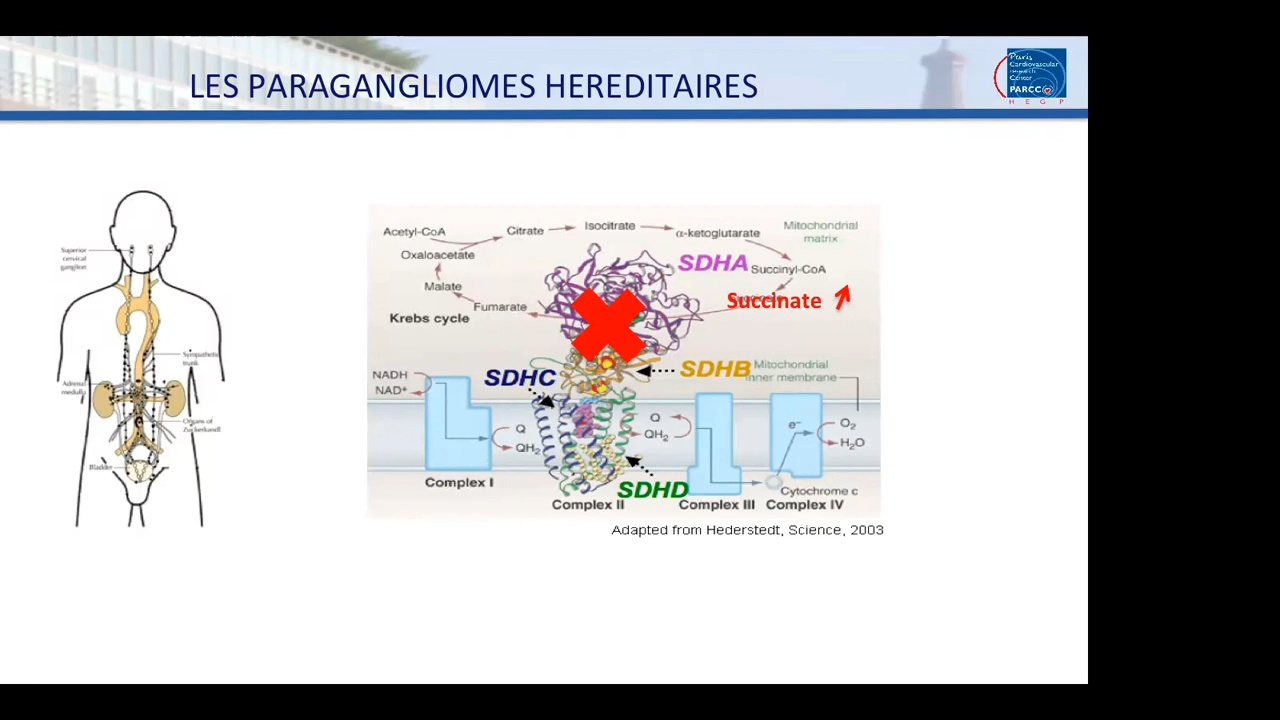 LES PARAGANGLIOMES HEREDITAIRES
Paris
Cardiovascular
research
Center
PARCC
H E G P
Superior
cervical
ganglion
Sympathetic
trunk
Adrenal
medulla
Organs of
Zuckerkandl
Bladder
Acetyl-CoA
Citrate
Isocitrate
α-ketoglutarate
Mitochondrial
matrix
Oxaloacetate
SDHA
Succinyl-CoA
Malate
Succinate
Fumarate
Krebs cycle
NADH
NAD⁺
SDHC
SDHB
Mitochondrial
inner membrane
Q
QH₂
Q
QH₂
e⁻
O₂
H₂O
Complex I
SDHD
Cytochrome c
Complex II
Complex III
Complex IV
Adapted from Hederstedt, Science, 2003